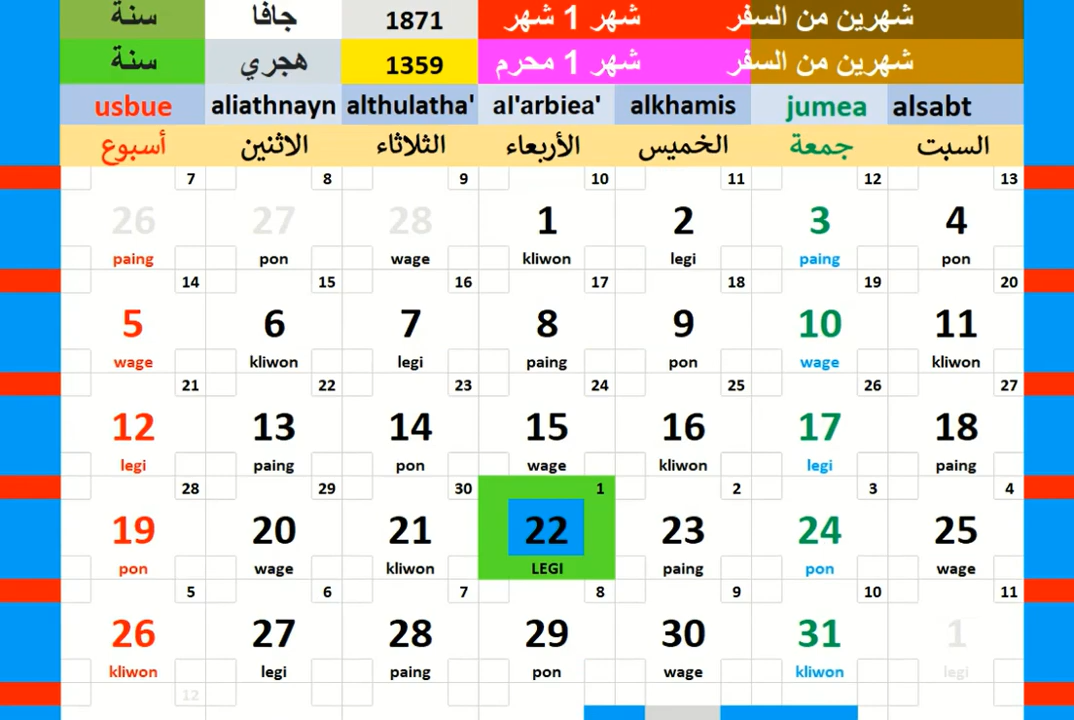 سنة جافا 1871 شهر 1 شهر شهرين من السفر
سنة هجري 1359 شهر 1 محرم شهرين من السفر
usbue aliathnayn althulatha' al'arbiea' alkhamis jumea alsabt
أسبوع الاثنين الثلاثاء الأربعاء الخميس جمعة السبت
7 8 9 10 11 12 13
26 27 28 1 2 3 4
paing pon wage kliwon legi paing pon
14 15 16 17 18 19 20
5 6 7 8 9 10 11
wage kliwon legi paing pon wage kliwon
21 22 23 24 25 26 27
12 13 14 15 16 17 18
legi paing pon wage kliwon legi paing
28 29 30 1 2 3 4
19 20 21 22 23 24 25
pon wage kliwon LEGI paing pon wage
5 6 7 8 9 10 11
26 27 28 29 30 31 1
kliwon legi paing pon wage kliwon legi
12